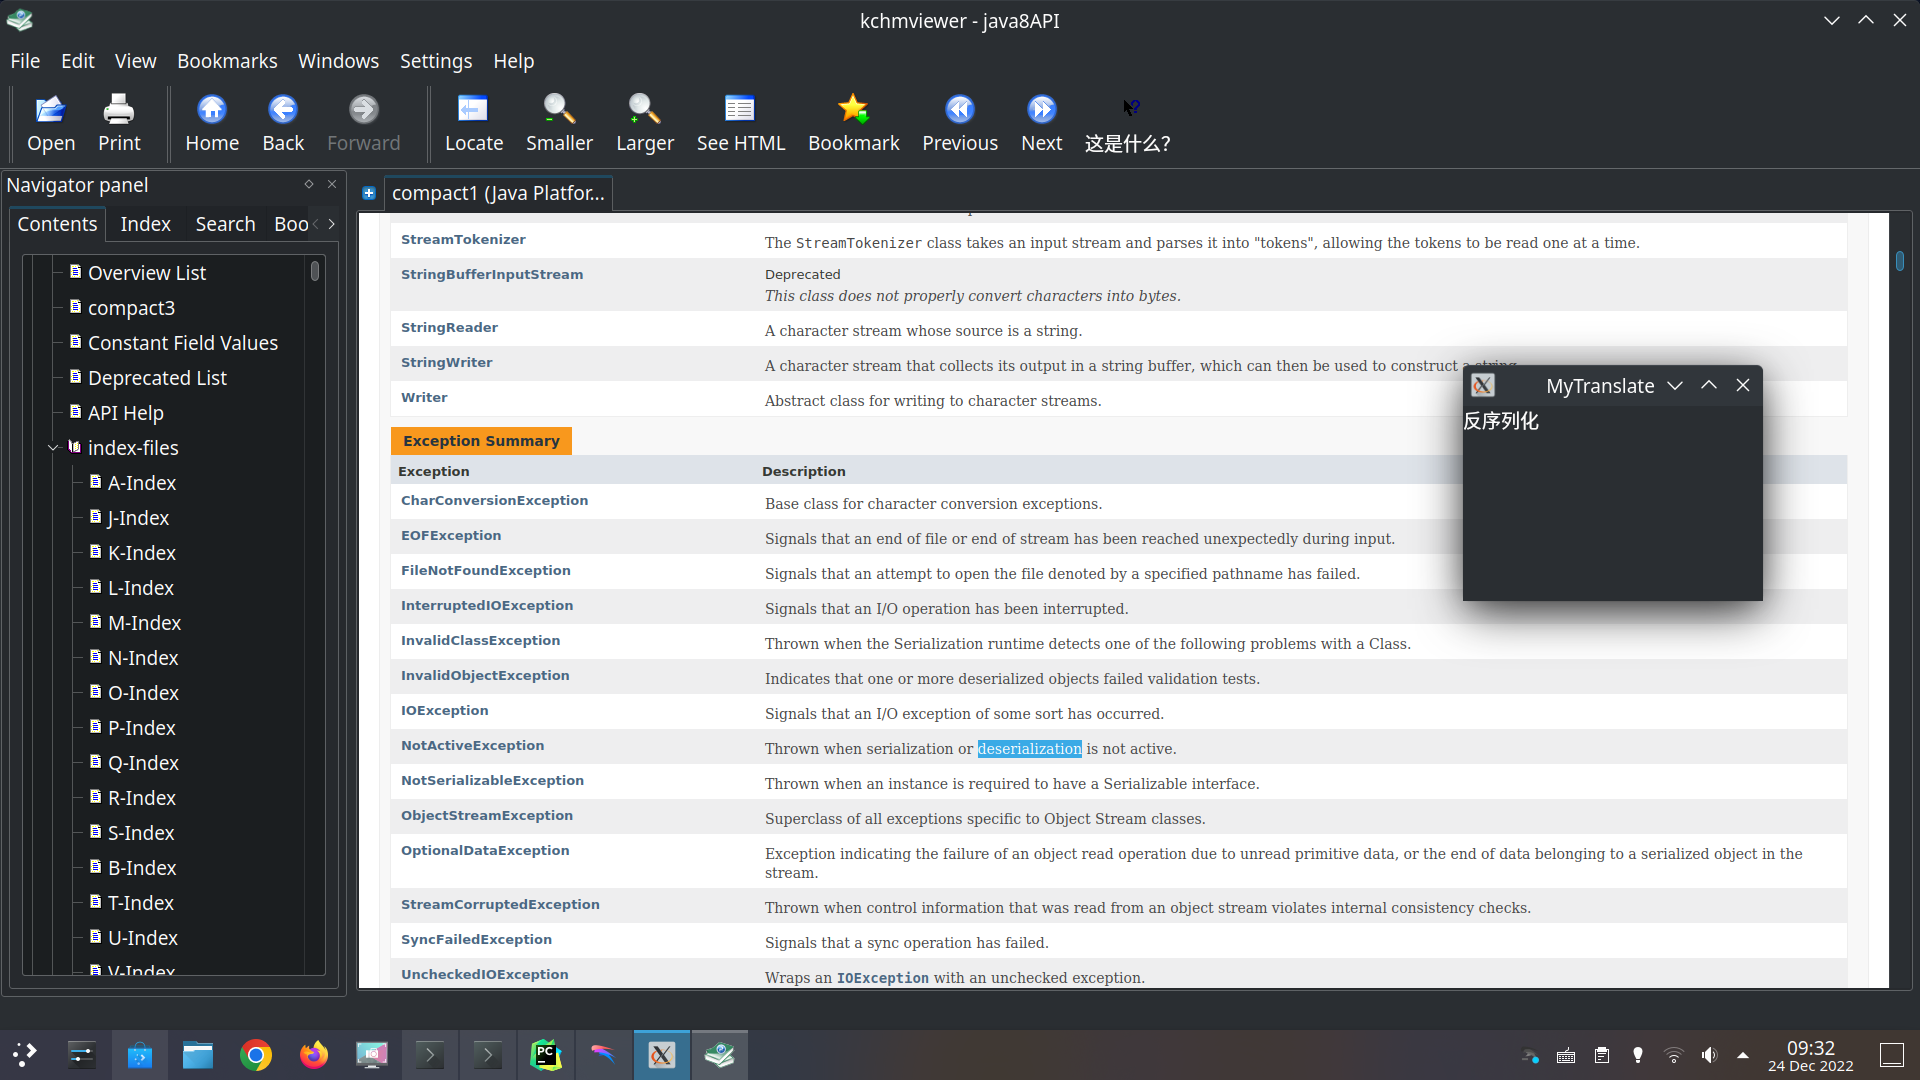 kchmviewer - java8API
File Edit View Bookmarks Windows Settings Help
Open Print Home Back Forward Locate Smaller Larger See HTML Bookmark Previous Next 这是什么?
Navigator panel
Contents Index Search Boo
Overview List
compact3
Constant Field Values
Deprecated List
API Help
index-files
A-Index
J-Index
K-Index
L-Index
M-Index
N-Index
O-Index
P-Index
Q-Index
R-Index
S-Index
B-Index
T-Index
U-Index
V-Index
compact1 (Java Platfor...
StreamTokenizer The StreamTokenizer class takes an input stream and parses it into "tokens", allowing the tokens to be read one at a time.
StringBufferInputStream Deprecated
This class does not properly convert characters into bytes.
StringReader A character stream whose source is a string.
StringWriter A character stream that collects its output in a string buffer, which can then be used to construct a string.
Writer Abstract class for writing to character streams.
Exception Summary
Exception Description
CharConversionException Base class for character conversion exceptions.
EOFException Signals that an end of file or end of stream has been reached unexpectedly during input.
FileNotFoundException Signals that an attempt to open the file denoted by a specified pathname has failed.
InterruptedIOException Signals that an I/O operation has been interrupted.
InvalidClassException Thrown when the Serialization runtime detects one of the following problems with a Class.
InvalidObjectException Indicates that one or more deserialized objects failed validation tests.
IOException Signals that an I/O exception of some sort has occurred.
NotActiveException Thrown when serialization or deserialization is not active.
NotSerializableException Thrown when an instance is required to have a Serializable interface.
ObjectStreamException Superclass of all exceptions specific to Object Stream classes.
OptionalDataException Exception indicating the failure of an object read operation due to unread primitive data, or the end of data belonging to a serialized object in the
stream.
StreamCorruptedException Thrown when control information that was read from an object stream violates internal consistency checks.
SyncFailedException Signals that a sync operation has failed.
UncheckedIOException Wraps an IOException with an unchecked exception.
MyTranslate
反序列化
PC
09:32
24 Dec 2022